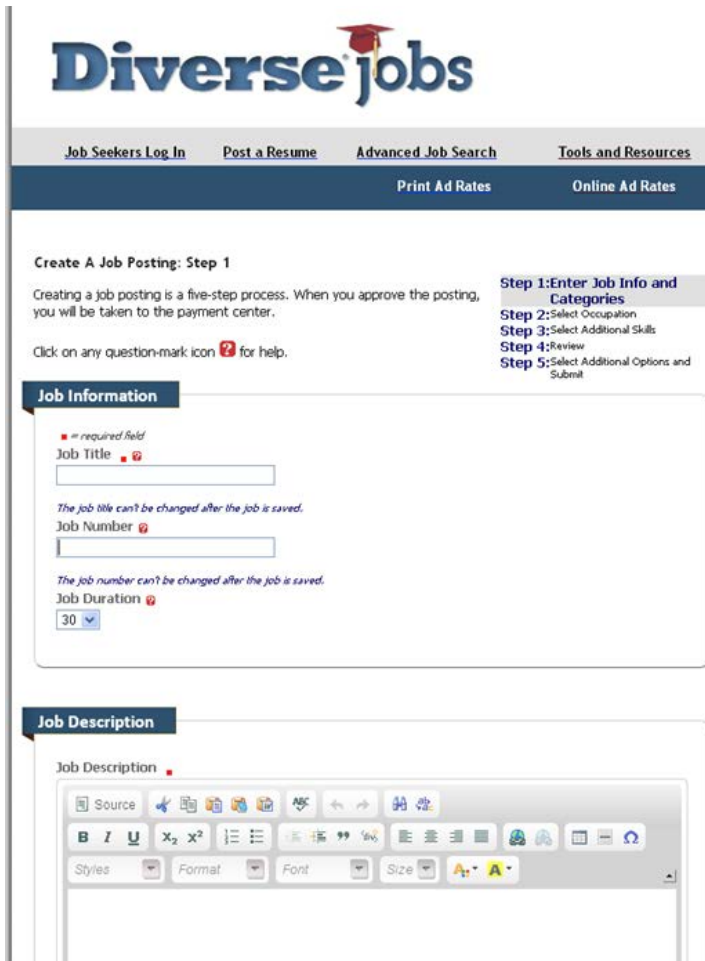 Diverse jobs
Job Seekers Log In Post a Resume Advanced Job Search Tools and Resources
Print Ad Rates Online Ad Rates
Create A Job Posting: Step 1
Creating a job posting is a five-step process. When you approve the posting,
you will be taken to the payment center.
Click on any question-mark icon ? for help.
Step 1:Enter Job Info and
Categories
Step 2:Select Occupation
Step 3:Select Additional Skills
Step 4:Review
Step 5:Select Additional Options and
Submit
Job Information
= required field
Job Title ?
The job title can't be changed after the job is saved.
Job Number ?
The job number can't be changed after the job is saved.
Job Duration ?
30
Job Description
Job Description
Source ABC
B I U X₂ X² Ω
Styles Format Font Size A A